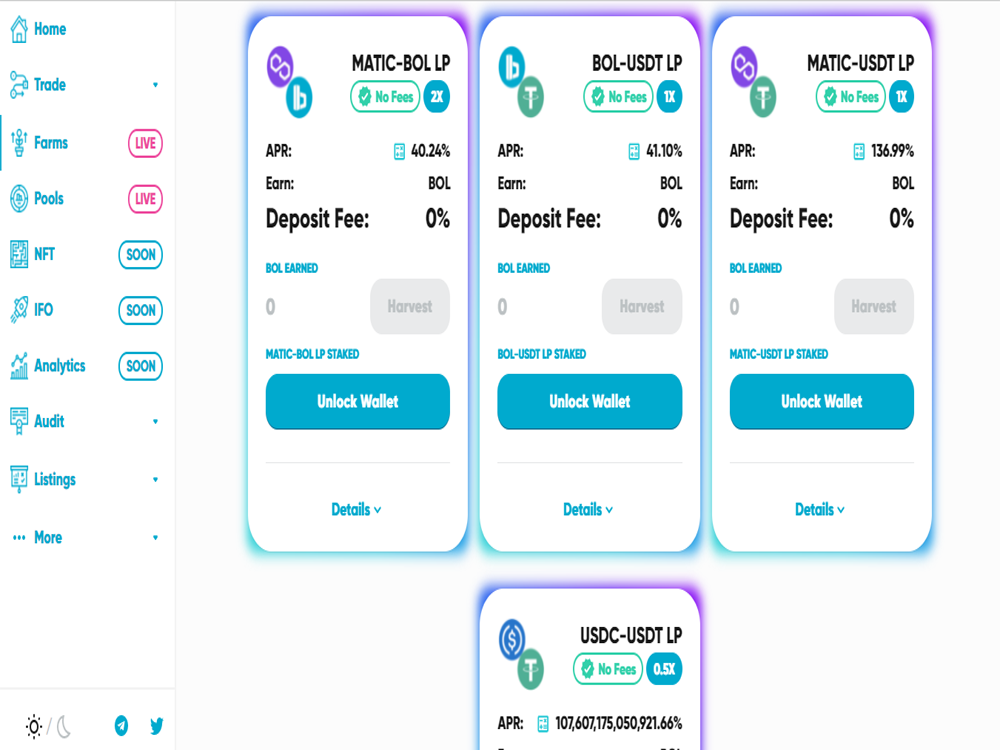 Home
Trade
Farms LIVE
Pools LIVE
NFT SOON
IFO SOON
Analytics SOON
Audit
Listings
More
MATIC-BOL LP
No Fees 2X
APR: 40.24%
Earn: BOL
Deposit Fee: 0%
BOL EARNED
0 Harvest
MATIC-BOL LP STAKED
Unlock Wallet
Details
BOL-USDT LP
No Fees 1X
APR: 41.10%
Earn: BOL
Deposit Fee: 0%
BOL EARNED
0 Harvest
BOL-USDT LP STAKED
Unlock Wallet
Details
MATIC-USDT LP
No Fees 1X
APR: 136.99%
Earn: BOL
Deposit Fee: 0%
BOL EARNED
0 Harvest
MATIC-USDT LP STAKED
Unlock Wallet
Details
USDC-USDT LP
No Fees 0.5X
APR: 107,607,175,050,921.66%